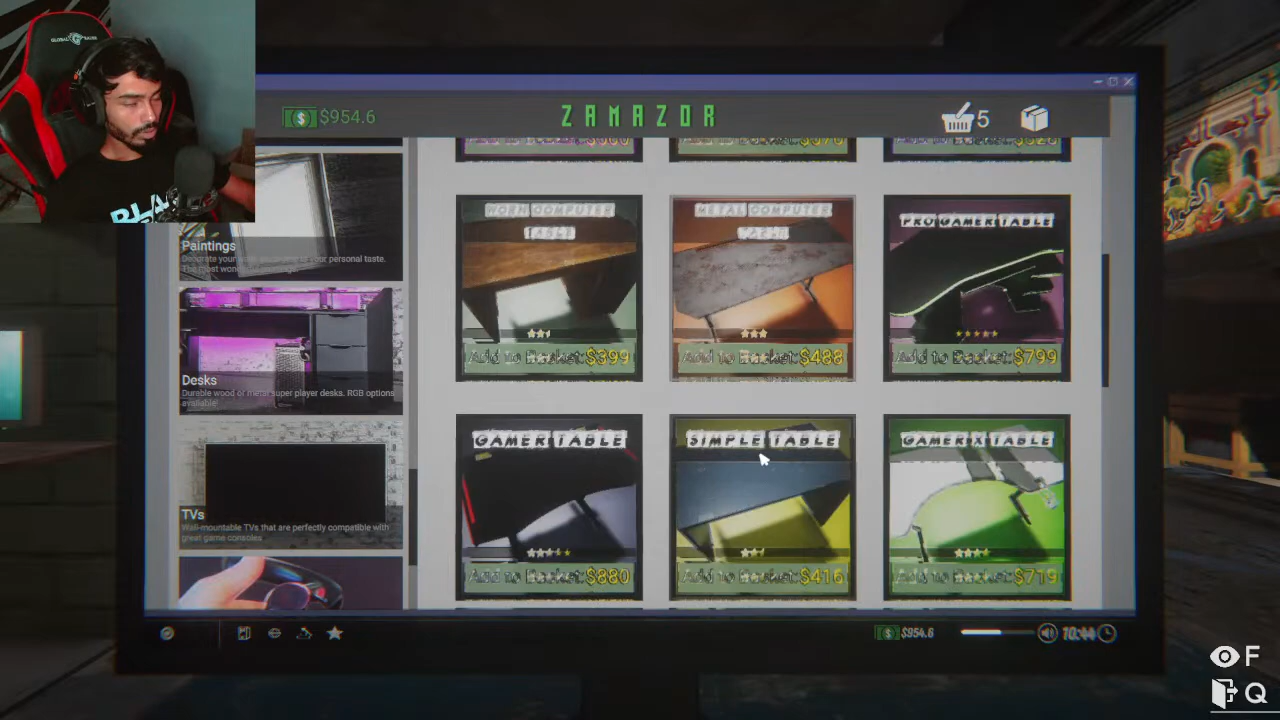 $954.6
ZAMAZOR
5
WORN COMPUTER
TABLE
METAL COMPUTER
TABLE
PRO GAMER TABLE
Add to Basket $399
Add to Basket $488
Add to Basket $799
Paintings
The most
Desks
Durable wood or metal super player desks. RGB options
available!
TVs
Wall-mountable TVs that are perfectly compatible with
great game consoles
GAMER TABLE
SIMPLE TABLE
GAMER X TABLE
Add to Basket $880
Add to Basket $416
Add to Basket $719
$954.6
10:44
F
Q